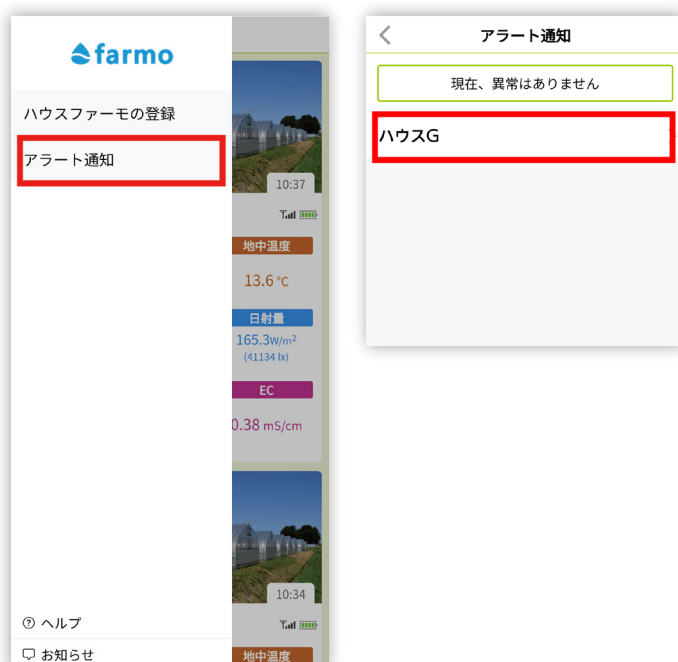 farmo
ハウスファーモの登録
アラート通知
10:37
地中温度
13.6 °C
日射量
165.3W/m²
(41134 lx)
EC
0.38 mS/cm
10:34
地中温度
? ヘルプ
お知らせ
アラート通知
現在、異常はありません
ハウスG